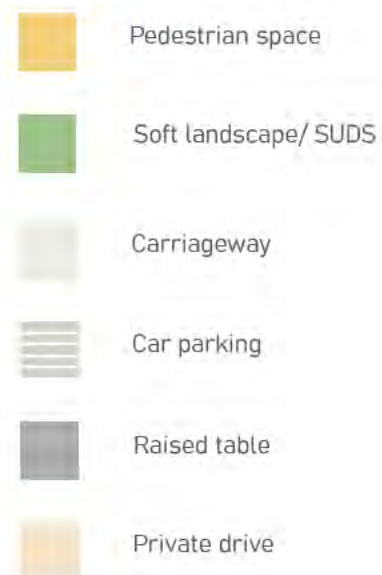 Pedestrian space
Soft landscape/ SUDS
Carriageway
Car parking
Raised table
Private drive